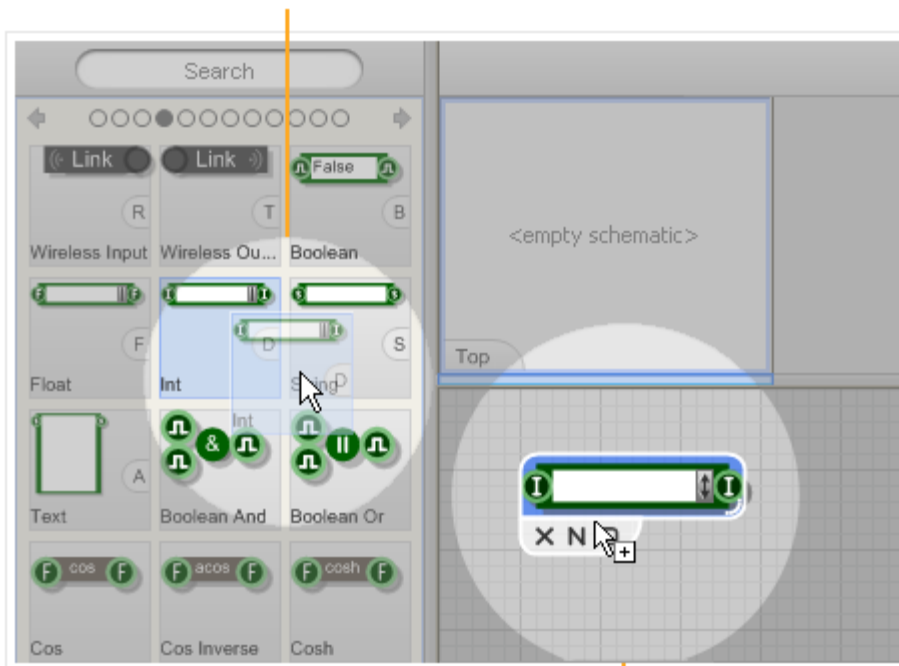 Search
Link
Link
False
R
T
B
Wireless Input
Wireless Ou...
Boolean
<empty schematic>
F
F
I
I
S
S
I
I
F
D
S
Float
Int
D
Int
Top
&
A
Text
Boolean And
Boolean Or
I
I
X N
F cos F
F acos F
F cosh F
Cos
Cos Inverse
Cosh